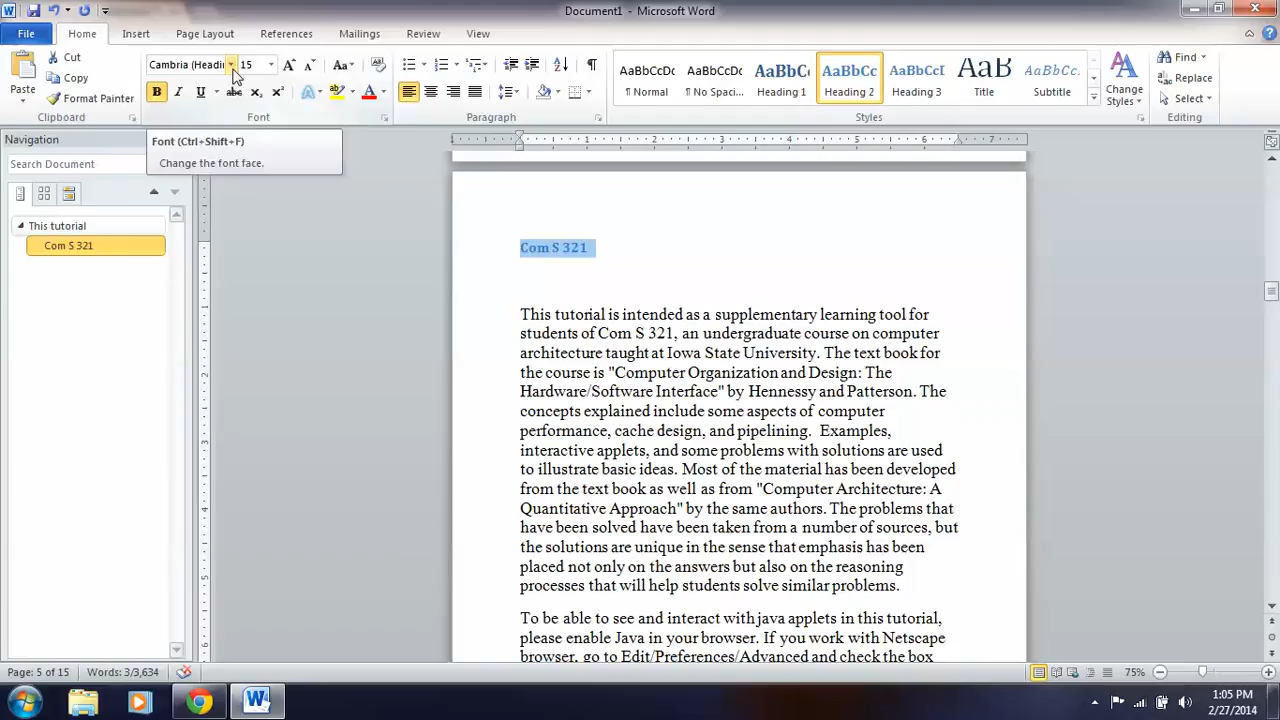 Document1 - Microsoft Word
File Home Insert Page Layout References Mailings Review View
Cut
Copy
Format Painter
Paste
Clipboard
Cambria (Headin 15
Font
Paragraph
AaBbCcDc AaBbCcDc AaBbC AaBbCc AaBbCcI AaB AaBbCcDc
¶ Normal ¶ No Spaci... Heading 1 Heading 2 Heading 3 Title Subtitle
Styles
Change Styles
Find
Replace
Select
Editing
Font (Ctrl+Shift+F)
Change the font face.
Navigation
Search Document
This tutorial
Com S 321
Com S 321
This tutorial is intended as a supplementary learning tool for
students of Com S 321, an undergraduate course on computer
architecture taught at Iowa State University. The text book for
the course is "Computer Organization and Design: The
Hardware/Software Interface" by Hennessy and Patterson. The
concepts explained include some aspects of computer
performance, cache design, and pipelining.  Examples,
interactive applets, and some problems with solutions are used
to illustrate basic ideas. Most of the material has been developed
from the text book as well as from "Computer Architecture: A
Quantitative Approach" by the same authors. The problems that
have been solved have been taken from a number of sources, but
the solutions are unique in the sense that emphasis has been
placed not only on the answers but also on the reasoning
processes that will help students solve similar problems.
To be able to see and interact with java applets in this tutorial,
please enable Java in your browser. If you work with Netscape
browser, go to Edit/Preferences/Advanced and check the box
Page: 5 of 15 Words: 3/3,634
75%
1:05 PM
2/27/2014